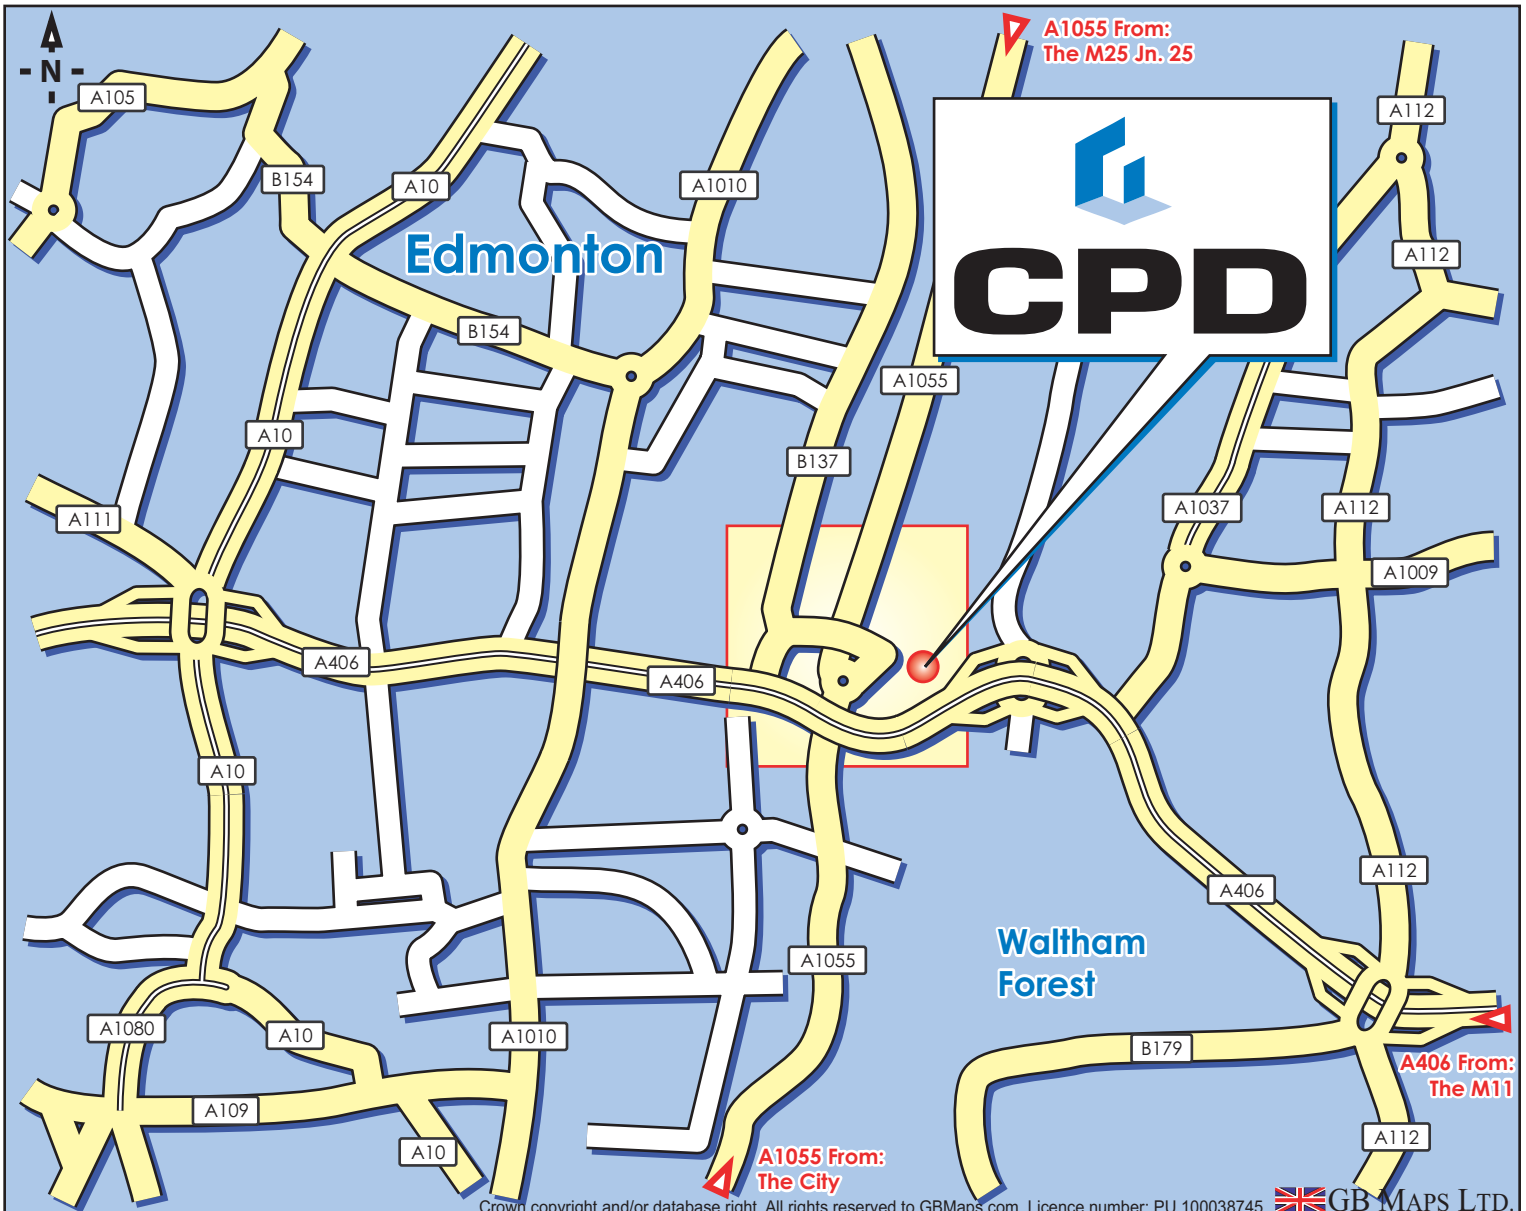 A1055 From:
The M25 Jn. 25
N
A105
A112
B154
A10
A1010
A112
Edmonton
CPD
B154
A1055
A10
B137
A1037
A112
A111
A1009
A406
A406
A10
A112
A406
Waltham
Forest
A1055
A1080
A10
A1010
B179
A406 From:
The M11
A109
A10
A112
A1055 From:
The City
Crown copyright and/or database right. All rights reserved to GBMaps.com. Licence number: PU 100038745
GB MAPS LTD.